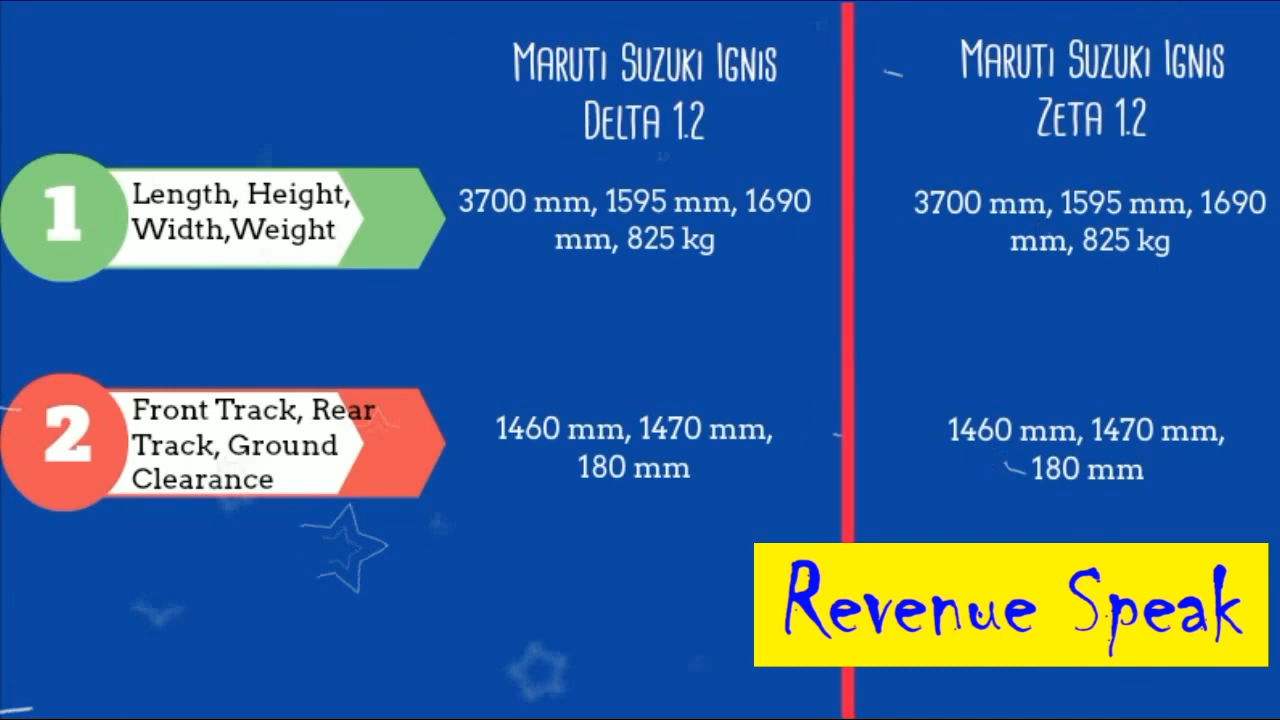 MARUTI SUZUKI IGNIS
DELTA 1.2
MARUTI SUZUKI IGNIS
ZETA 1.2
1
Length, Height,
Width,Weight
3700 mm, 1595 mm, 1690
mm, 825 kg
3700 mm, 1595 mm, 1690
mm, 825 kg
2
Front Track, Rear
Track, Ground
Clearance
1460 mm, 1470 mm,
180 mm
1460 mm, 1470 mm,
180 mm
Revenue Speak